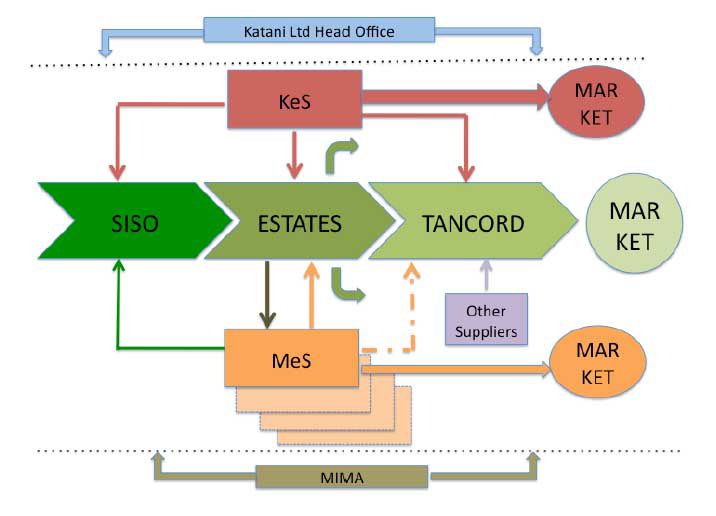 Katani Ltd Head Office
KeS
MAR
KET
SISO
ESTATES
TANCORD
MAR
KET
Other
Suppliers
MeS
MAR
KET
MIMA